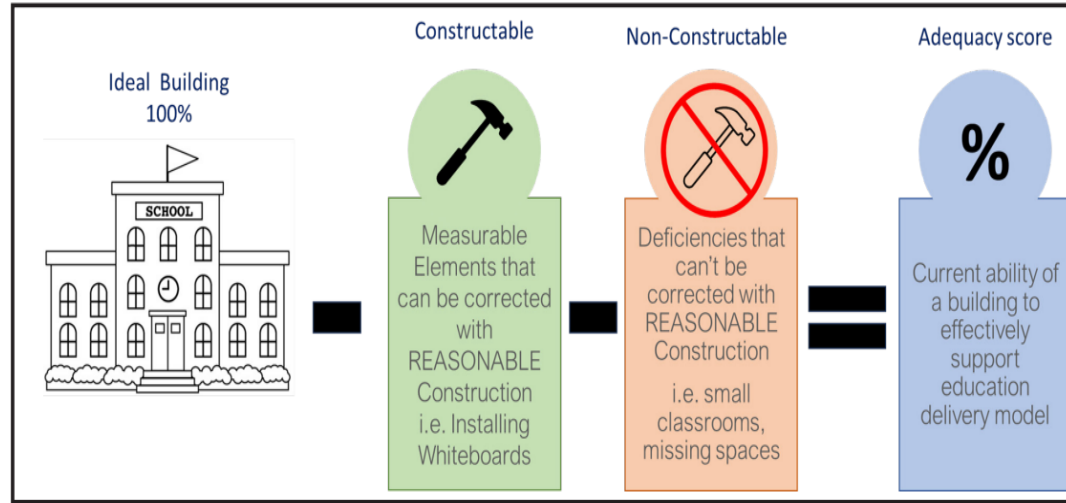 Ideal Building
100%
SCHOOL
Constructable
Measurable
Elements that
can be corrected
with
REASONABLE
Construction
i.e. Installing
Whiteboards
Non-Constructable
Deficiencies that
can't be
corrected with
REASONABLE
Construction
i.e. small
classrooms,
missing spaces
Adequacy score
%
Current ability of
a building to
effectively
support
education
delivery model